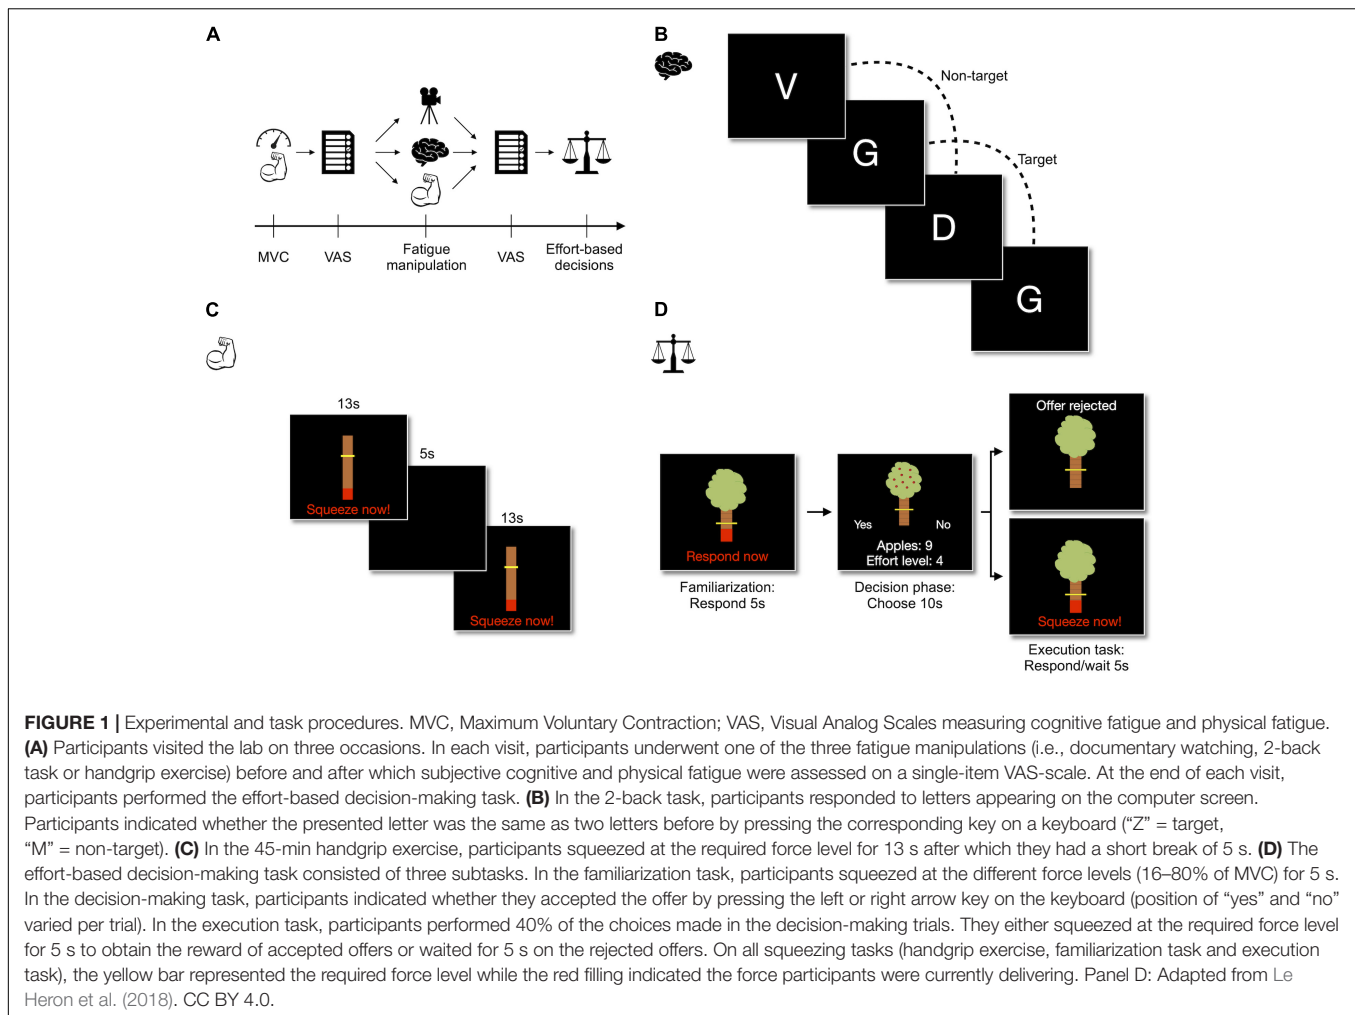 A
MVC
VAS
Fatigue
manipulation
VAS
Effort-based
decisions
B
V
G
D
G
Non-target
Target
C
13s
Squeeze now!
5s
13s
Squeeze now!
D
Respond now
Familiarization:
Respond 5s
Yes No
Apples: 9
Effort level: 4
Decision phase:
Choose 10s
Offer rejected
Squeeze now!
Execution task:
Respond/wait 5s
FIGURE 1 | Experimental and task procedures. MVC, Maximum Voluntary Contraction; VAS, Visual Analog Scales measuring cognitive fatigue and physical fatigue.
(A) Participants visited the lab on three occasions. In each visit, participants underwent one of the three fatigue manipulations (i.e., documentary watching, 2-back
task or handgrip exercise) before and after which subjective cognitive and physical fatigue were assessed on a single-item VAS-scale. At the end of each visit,
participants performed the effort-based decision-making task. (B) In the 2-back task, participants responded to letters appearing on the computer screen.
Participants indicated whether the presented letter was the same as two letters before by pressing the corresponding key on a keyboard (“Z” = target,
“M” = non-target). (C) In the 45-min handgrip exercise, participants squeezed at the required force level for 13 s after which they had a short break of 5 s. (D) The
effort-based decision-making task consisted of three subtasks. In the familiarization task, participants squeezed at the different force levels (16–80% of MVC) for 5 s.
In the decision-making task, participants indicated whether they accepted the offer by pressing the left or right arrow key on the keyboard (position of “yes” and “no”
varied per trial). In the execution task, participants performed 40% of the choices made in the decision-making trials. They either squeezed at the required force level
for 5 s to obtain the reward of accepted offers or waited for 5 s on the rejected offers. On all squeezing tasks (handgrip exercise, familiarization task and execution
task), the yellow bar represented the required force level while the red filling indicated the force participants were currently delivering. Panel D: Adapted from Le
Heron et al. (2018). CC BY 4.0.